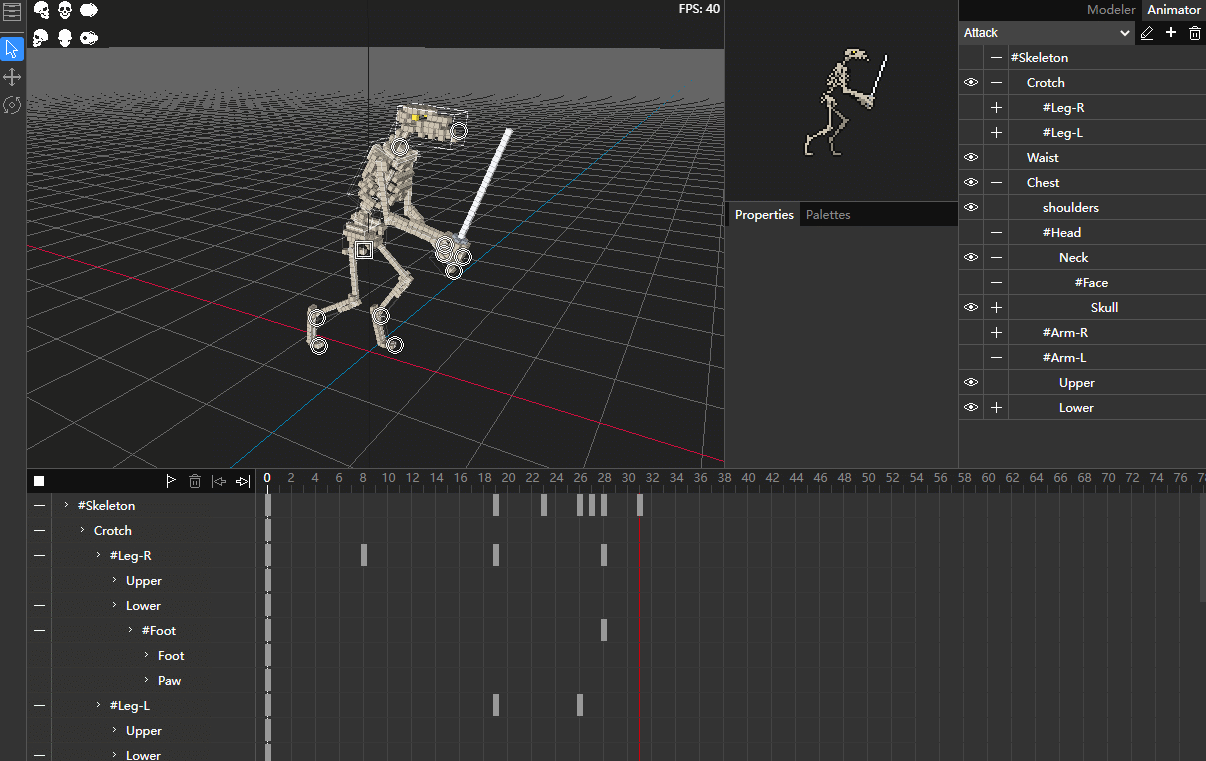 FPS: 40
Modeler Animator
Attack
#Skeleton
Crotch
#Leg-R
#Leg-L
Waist
Chest
shoulders
#Head
Neck
#Face
Skull
#Arm-R
#Arm-L
Upper
Lower
Properties Palettes
0 2 4 6 8 10 12 14 16 18 20 22 24 26 28 30 32 34 36 38 40 42 44 46 48 50 52 54 56 58 60 62 64 66 68 70 72 74 76 78
#Skeleton
Crotch
#Leg-R
Upper
Lower
#Foot
Foot
Paw
#Leg-L
Upper
Lower